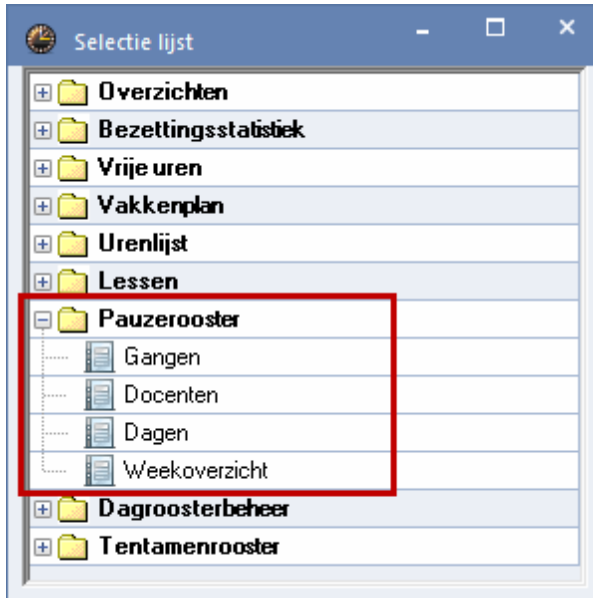 Selectie lijst
Overzichten
Bezettingsstatistiek
Vrije uren
Vakkenplan
Urenlijst
Lessen
Pauzerooster
Gangen
Docenten
Dagen
Weekoverzicht
Dagroosterbeheer
Tentamenrooster